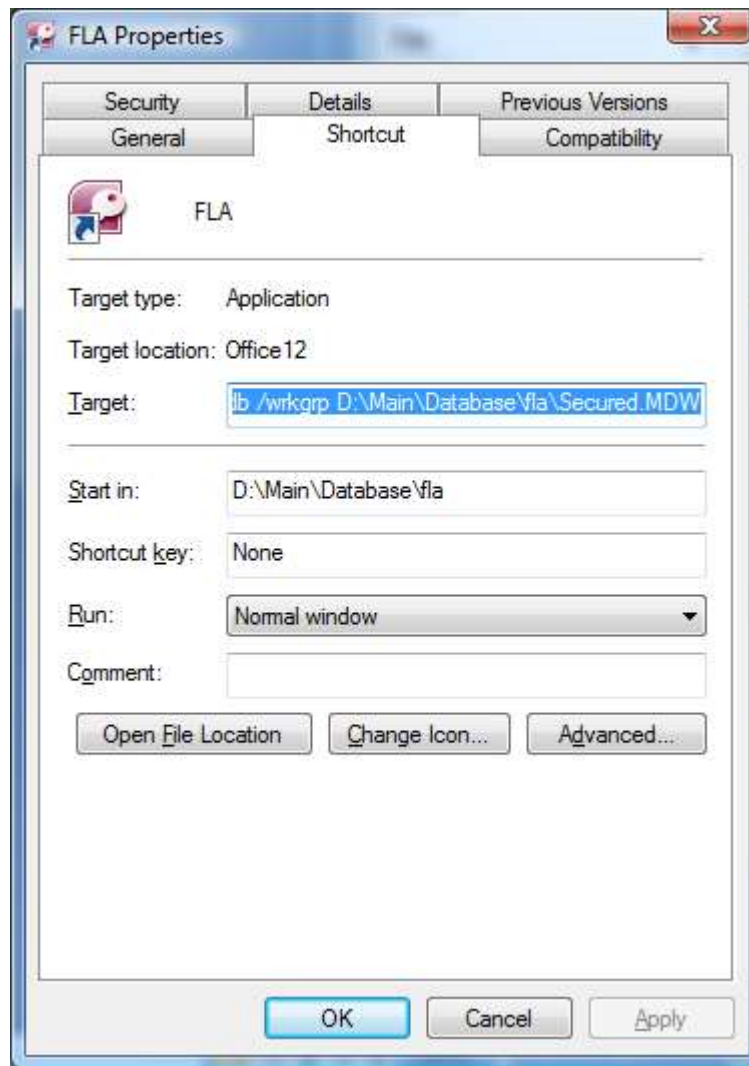 FLA Properties
Security Details Previous Versions
General Shortcut Compatibility
FLA
Target type: Application
Target location: Office12
Target: db /wrkgrp D:\Main\Database\fla\Secured.MDW
Start in: D:\Main\Database\fla
Shortcut key: None
Run: Normal window
Comment:
Open File Location Change Icon... Advanced...
OK Cancel Apply